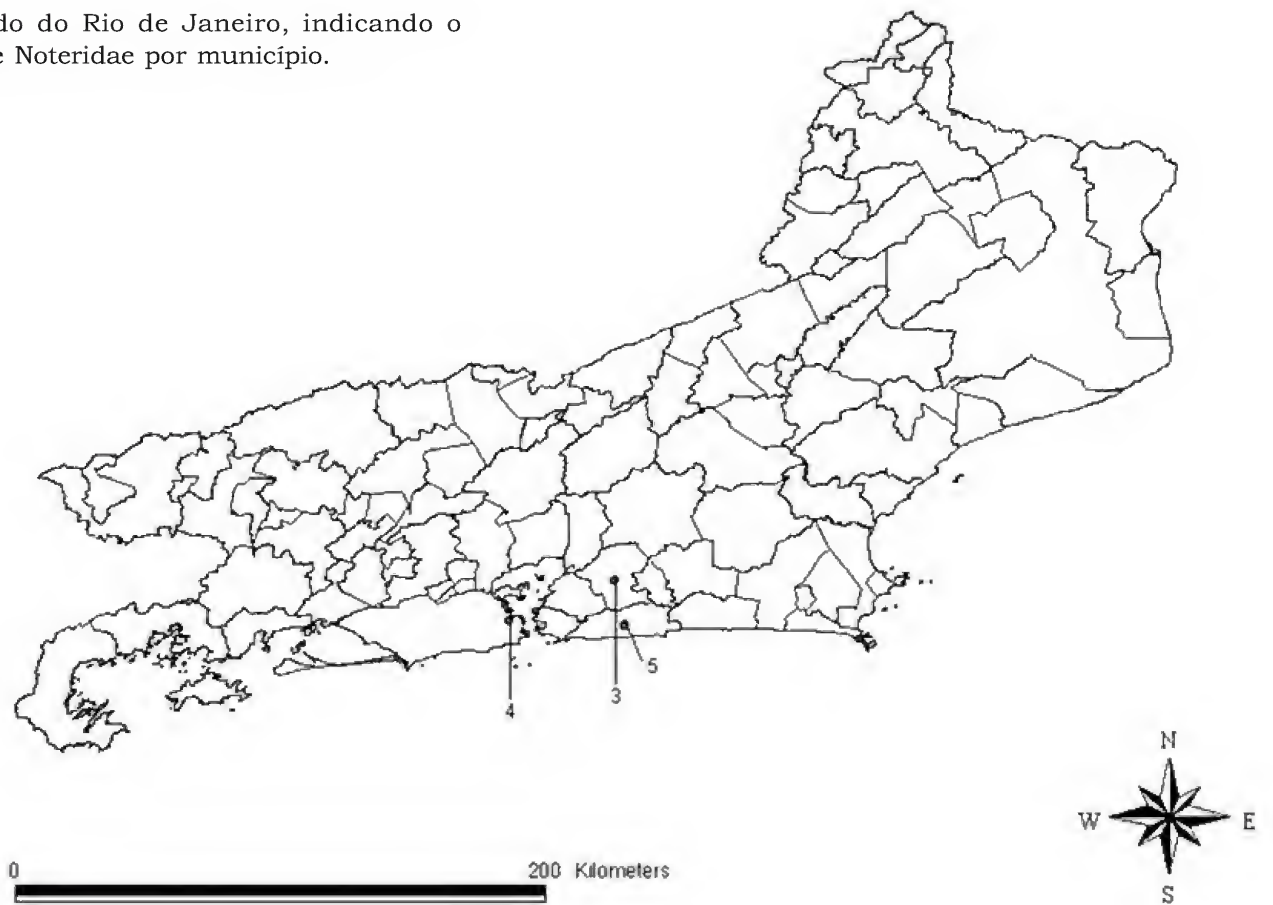 do do Rio de Janeiro, indicando o
e Noteridae por município.
5
3
4
N
W E
S
0 200 Kilometers